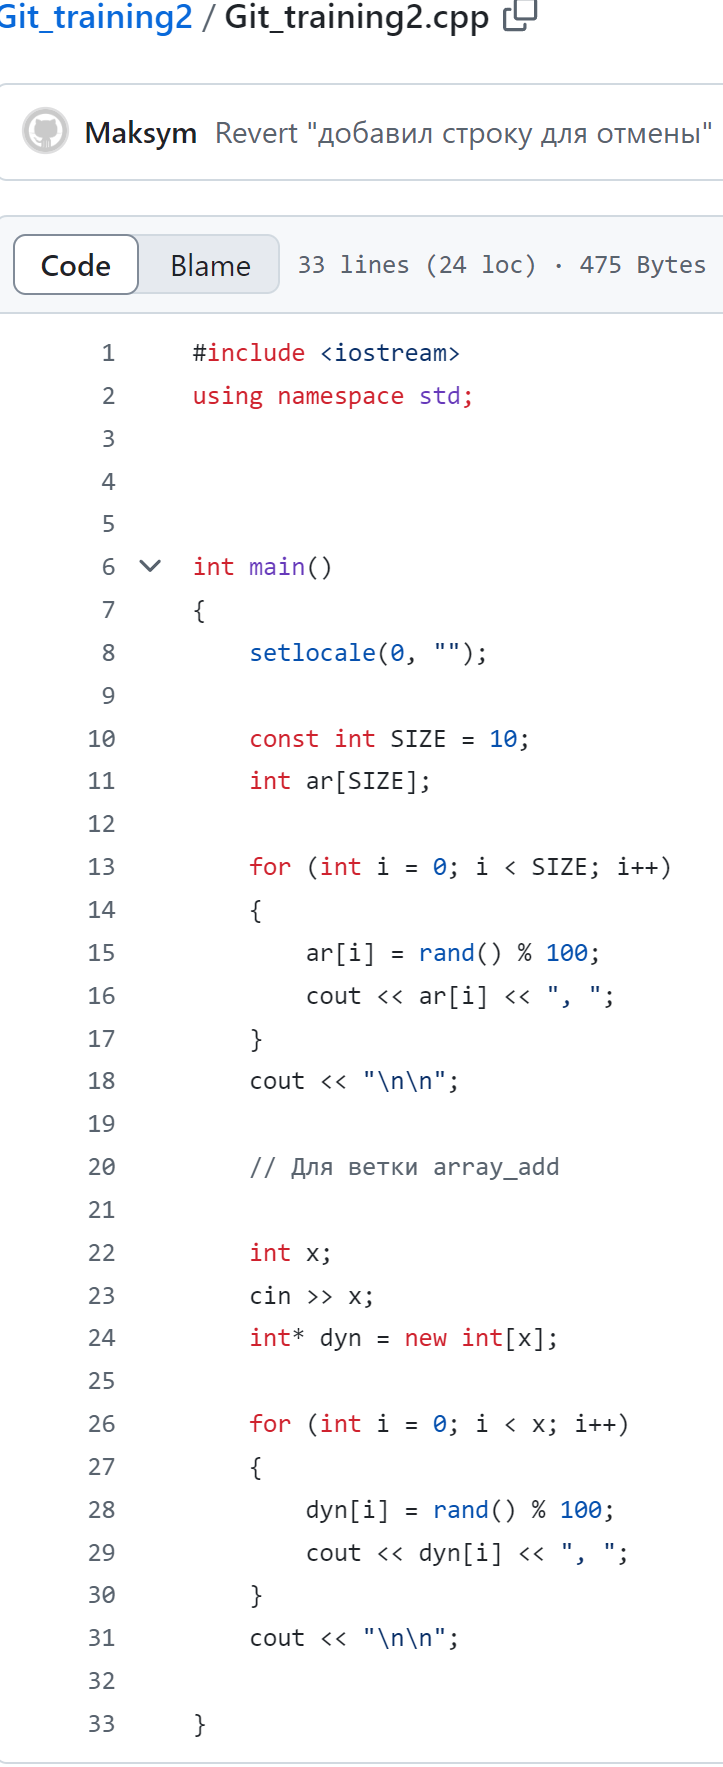 Git_training2 / Git_training2.cpp
Maksym Revert "добавил строку для отмены"
Code Blame 33 lines (24 loc) · 475 Bytes
1 #include <iostream>
2 using namespace std;
3
4
5
6 int main()
7 {
8 setlocale(0, "");
9
10 const int SIZE = 10;
11 int ar[SIZE];
12
13 for (int i = 0; i < SIZE; i++)
14 {
15 ar[i] = rand() % 100;
16 cout << ar[i] << ", ";
17 }
18 cout << "\n\n";
19
20 // Для ветки array_add
21
22 int x;
23 cin >> x;
24 int* dyn = new int[x];
25
26 for (int i = 0; i < x; i++)
27 {
28 dyn[i] = rand() % 100;
29 cout << dyn[i] << ", ";
30 }
31 cout << "\n\n";
32
33 }